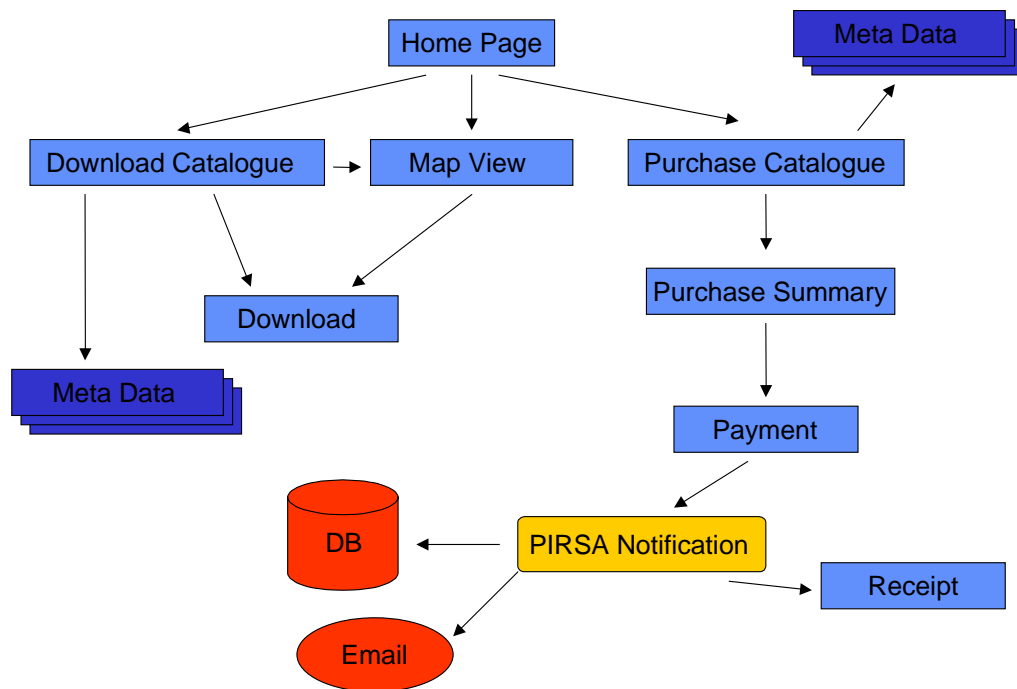 Home Page
Meta Data
Download Catalogue
Map View
Purchase Catalogue
Download
Purchase Summary
Meta Data
Payment
DB
PIRSA Notification
Receipt
Email